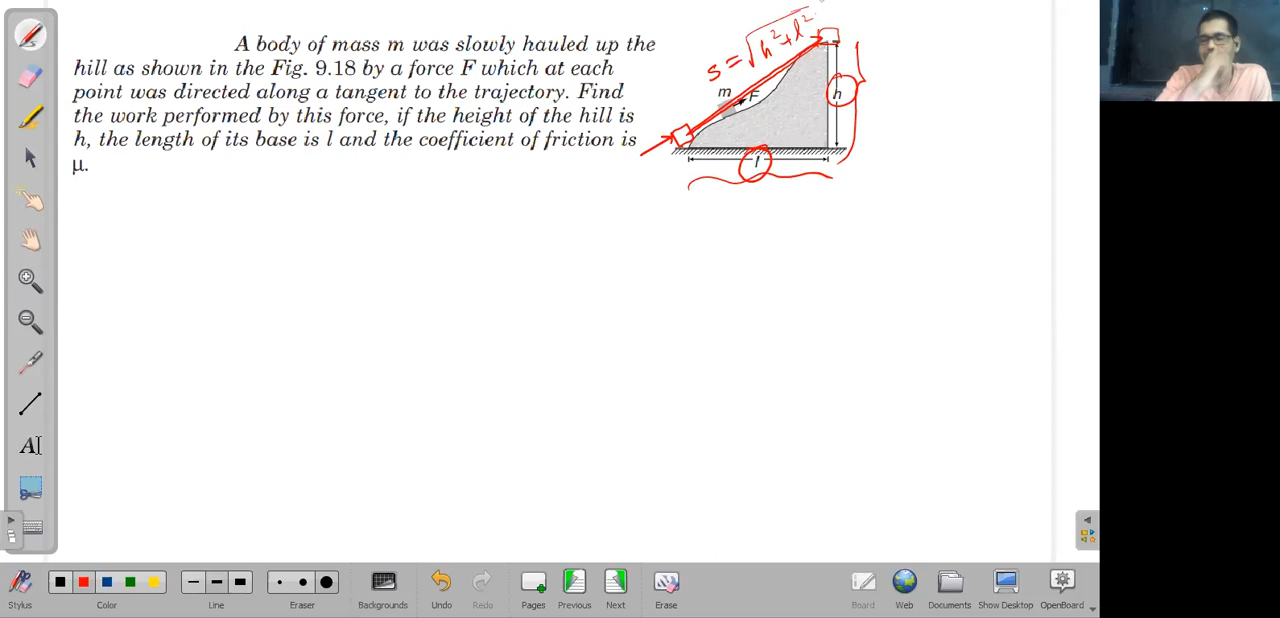 A body of mass m was slowly hauled up the
hill as shown in the Fig. 9.18 by a force F which at each
point was directed along a tangent to the trajectory. Find
the work performed by this force, if the height of the hill is
h, the length of its base is l and the coefficient of friction is
μ.
s = √h²+l²
m
F
h
l
A
Stylus
Color
Line
Eraser
Backgrounds
Undo
Redo
Pages
Previous
Next
Erase
Board
Web
Documents
Show Desktop
OpenBoard